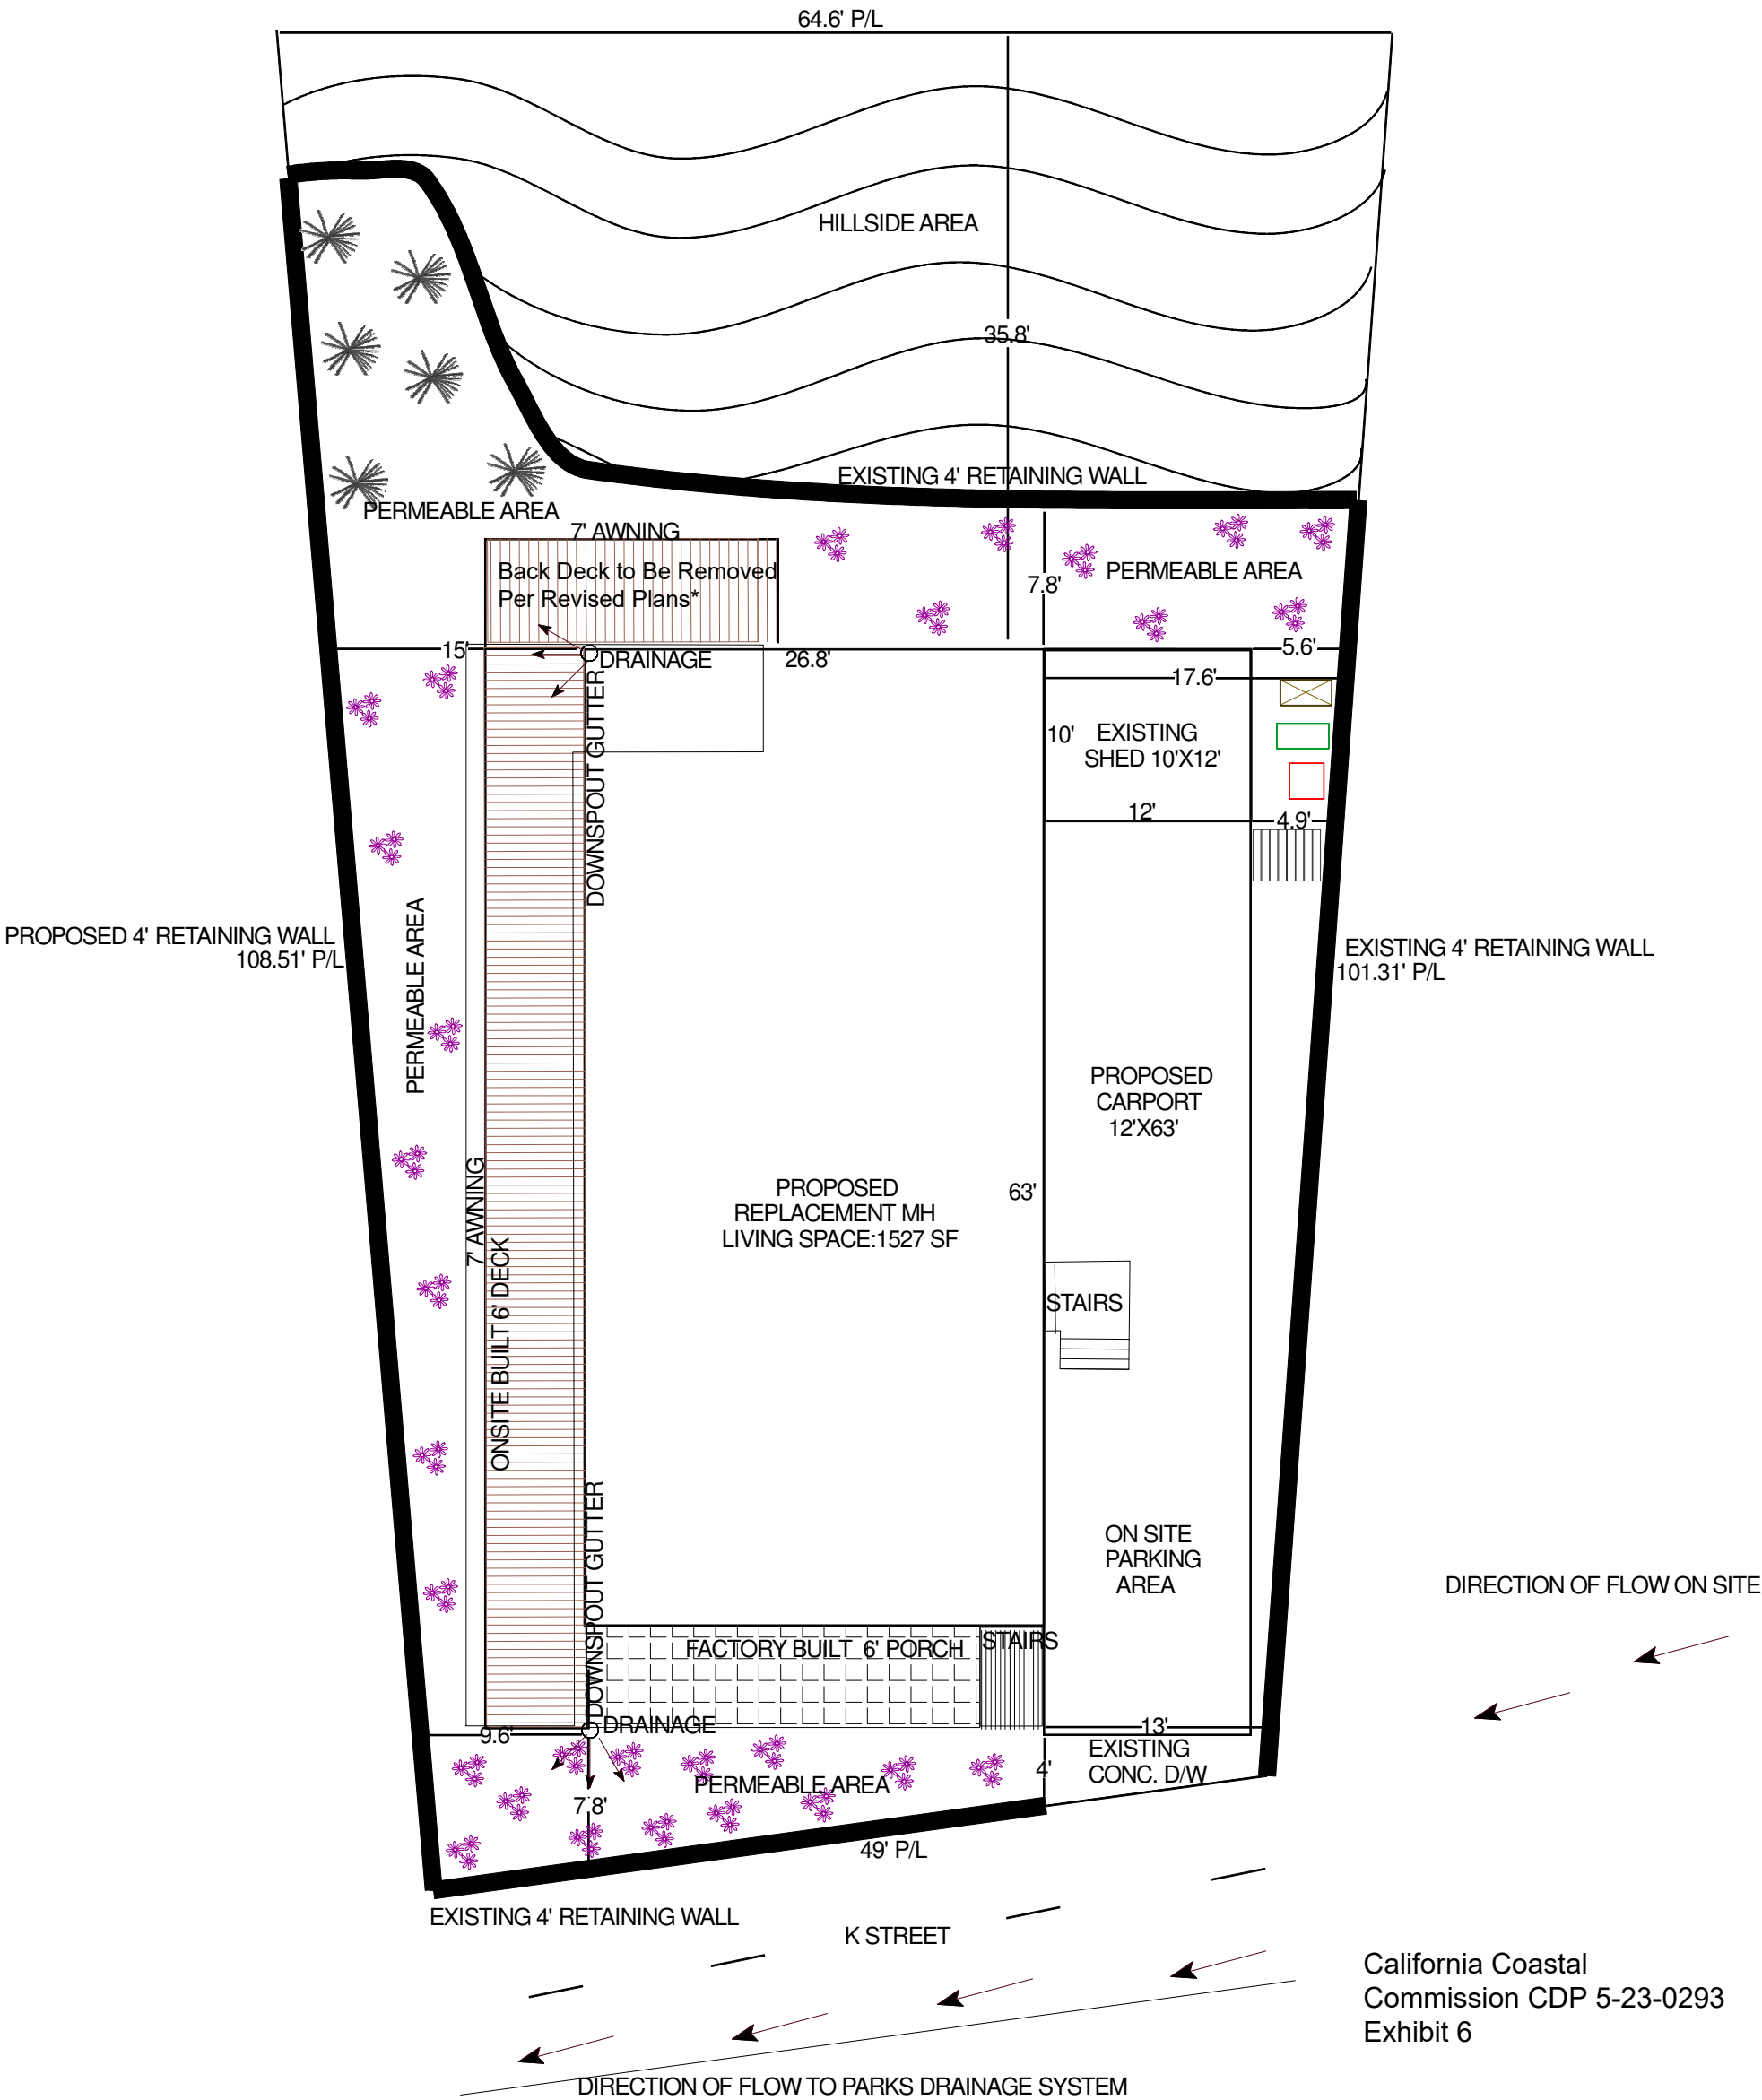 64.6' P/L
HILLSIDE AREA
35.8'
EXISTING 4' RETAINING WALL
PERMEABLE AREA
7' AWNING
Back Deck to Be Removed
Per Revised Plans*
7.8'
PERMEABLE AREA
15'
DRAINAGE
26.8'
5.6'
17.6'
10'
EXISTING
SHED 10'X12'
12'
4.9'
DOWNSPOUT GUTTER
PERMEABLE AREA
PROPOSED 4' RETAINING WALL
108.51' P/L
EXISTING 4' RETAINING WALL
101.31' P/L
PROPOSED
CARPORT
12'X63'
7' AWNING
ONSITE BUILT 6' DECK
PROPOSED
REPLACEMENT MH
LIVING SPACE:1527 SF
63'
STAIRS
DOWNSPOUT GUTTER
ON SITE
PARKING
AREA
DIRECTION OF FLOW ON SITE
FACTORY BUILT 6' PORCH
STAIRS
9.6'
DRAINAGE
13'
EXISTING
CONC. D/W
4'
PERMEABLE AREA
7'8'
49' P/L
EXISTING 4' RETAINING WALL
K STREET
California Coastal
Commission CDP 5-23-0293
Exhibit 6
DIRECTION OF FLOW TO PARKS DRAINAGE SYSTEM